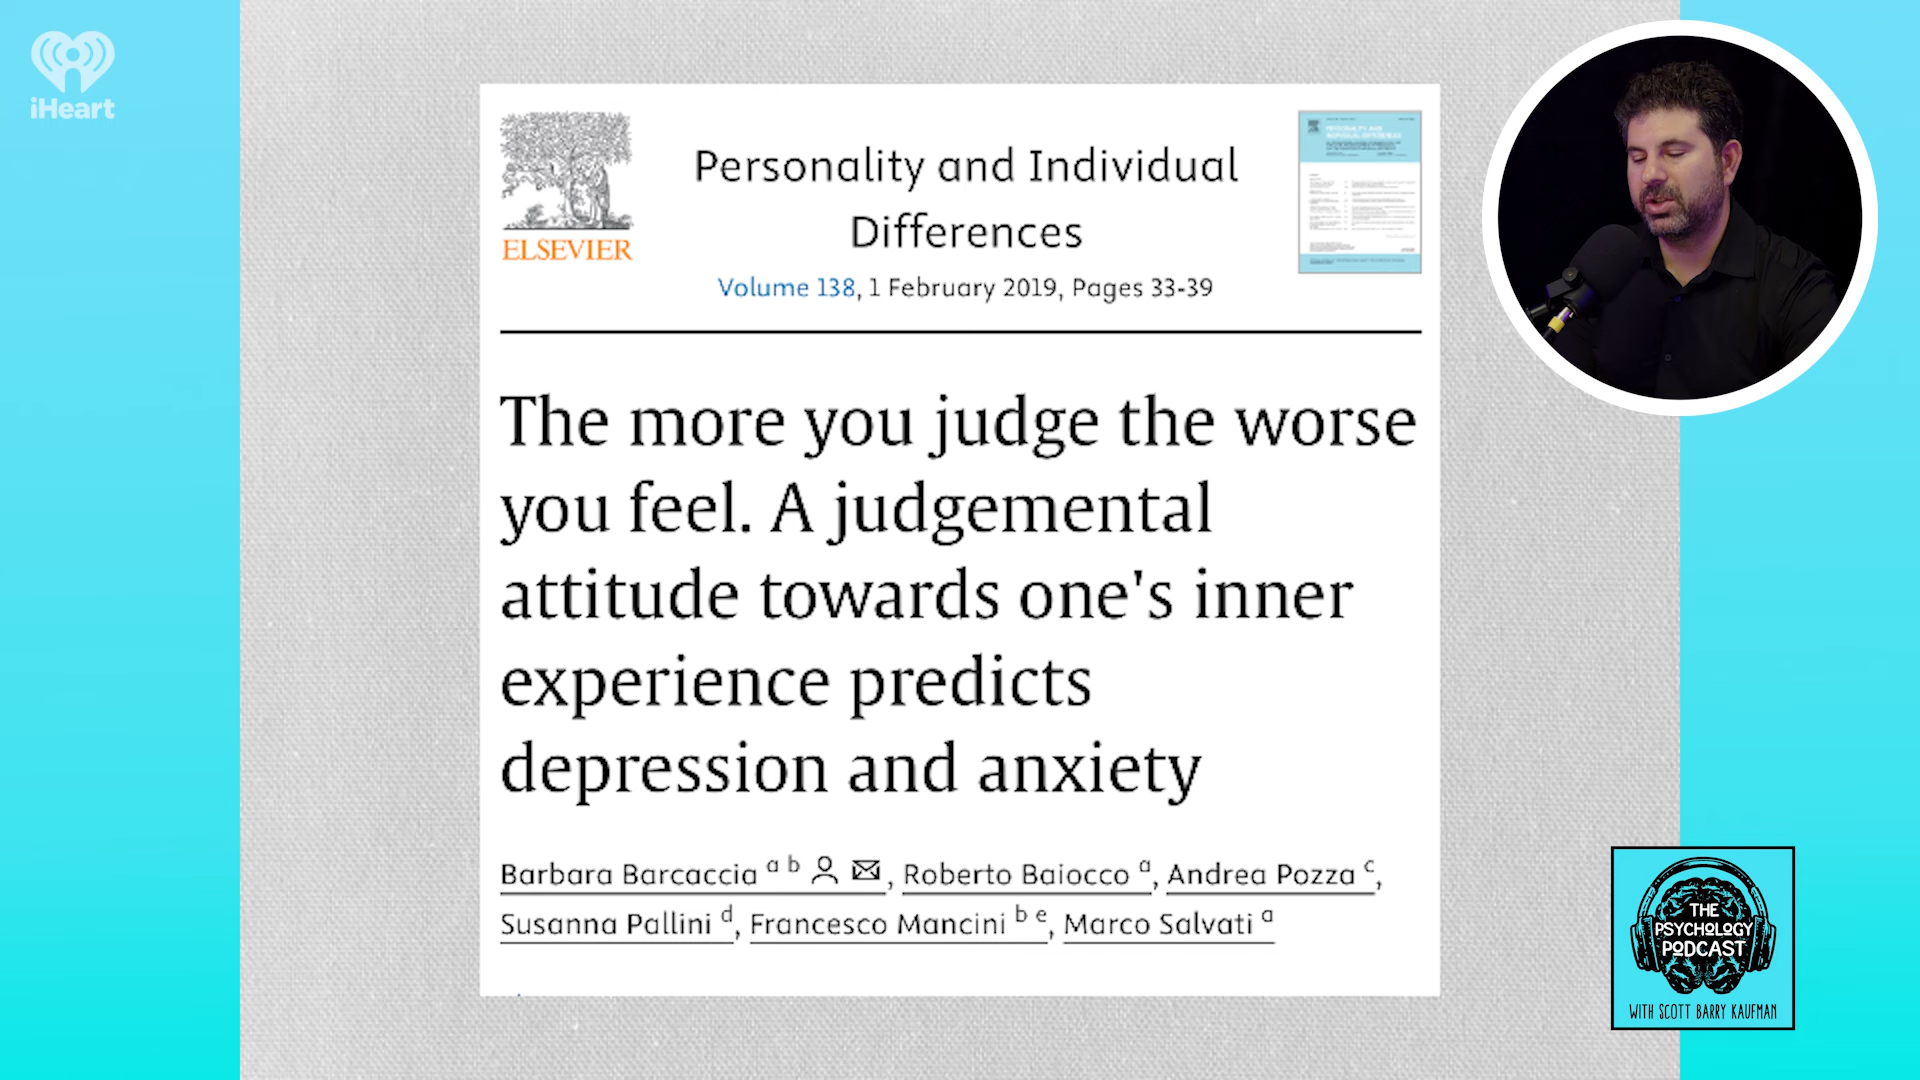 iHeart
ELSEVIER
Personality and Individual
Differences
Volume 138, 1 February 2019, Pages 33-39
The more you judge the worse
you feel. A judgemental
attitude towards one's inner
experience predicts
depression and anxiety
Barbara Barcaccia a b , Roberto Baiocco a, Andrea Pozza c,
Susanna Pallini d, Francesco Mancini b e, Marco Salvati a
THE
PSYCHOLOGY
PODCAST
WITH SCOTT BARRY KAUFMAN